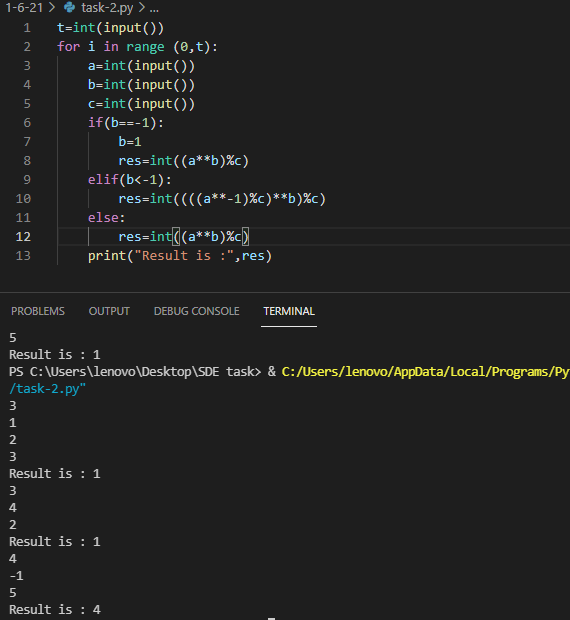 1-6-21 > task-2.py > ...
1 t=int(input())
2 for i in range (0,t):
3     a=int(input())
4     b=int(input())
5     c=int(input())
6     if(b==-1):
7         b=1
8         res=int((a**b)%c)
9     elif(b<-1):
10         res=int((((a**-1)%c)**b)%c)
11     else:
12         res=int((a**b)%c)
13     print("Result is :",res)
PROBLEMS OUTPUT DEBUG CONSOLE TERMINAL
5
Result is : 1
PS C:\Users\lenovo\Desktop\SDE task> & C:/Users/lenovo/AppData/Local/Programs/Py
/task-2.py"
3
1
2
3
Result is : 1
3
4
2
Result is : 1
4
-1
5
Result is : 4